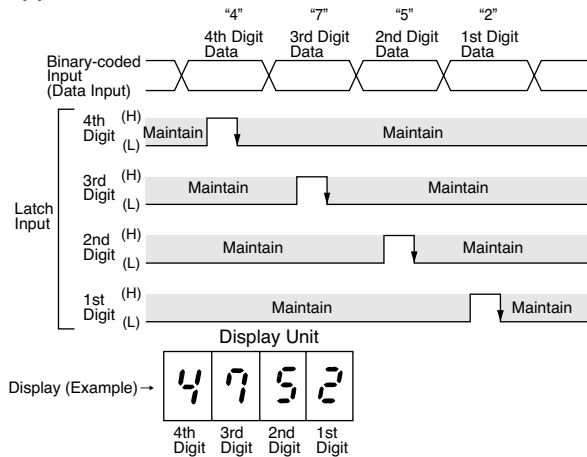 “4” “7” “5” “2”
4th Digit Data 3rd Digit Data 2nd Digit Data 1st Digit Data
Binary-coded
Input
(Data Input)
Latch
Input
4th
Digit
(H)
(L)
Maintain Maintain
3rd
Digit
(H)
(L)
Maintain Maintain
2nd
Digit
(H)
(L)
Maintain Maintain
1st
Digit
(H)
(L)
Maintain Maintain
Display Unit
Display (Example)→ 4 7 5 2
4th
Digit
3rd
Digit
2nd
Digit
1st
Digit